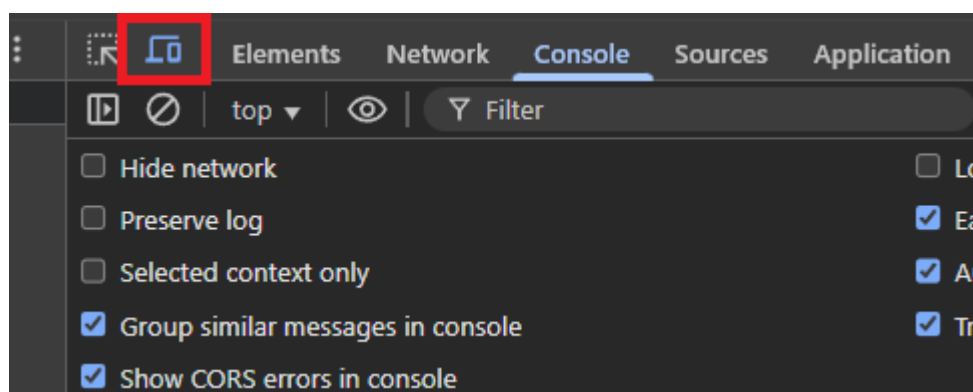 Elements Network Console Sources Application
top Filter
Hide network
Preserve log
Selected context only
Group similar messages in console
Show CORS errors in console